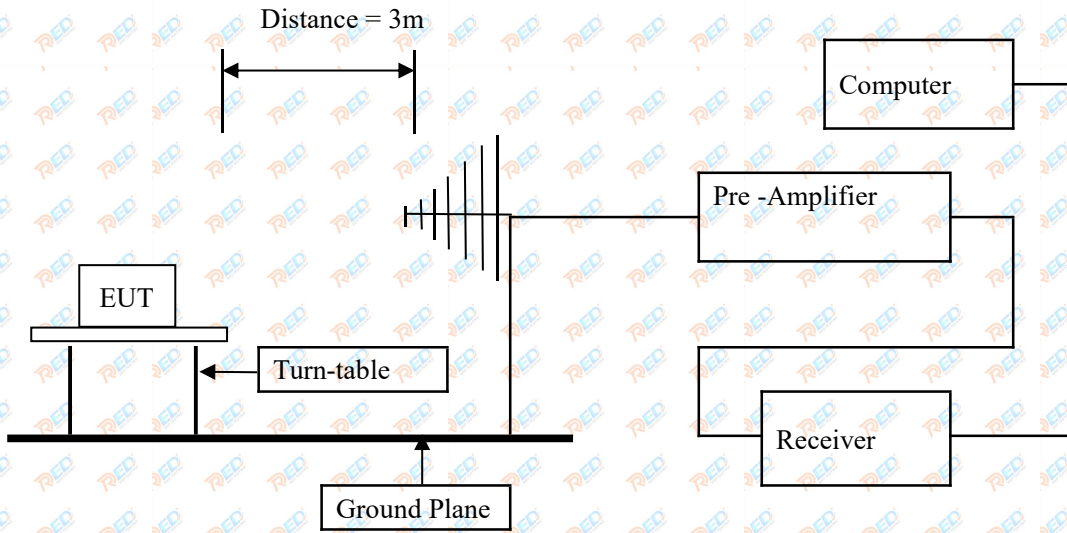 Distance = 3m
Computer
Pre -Amplifier
EUT
Turn-table
Receiver
Ground Plane